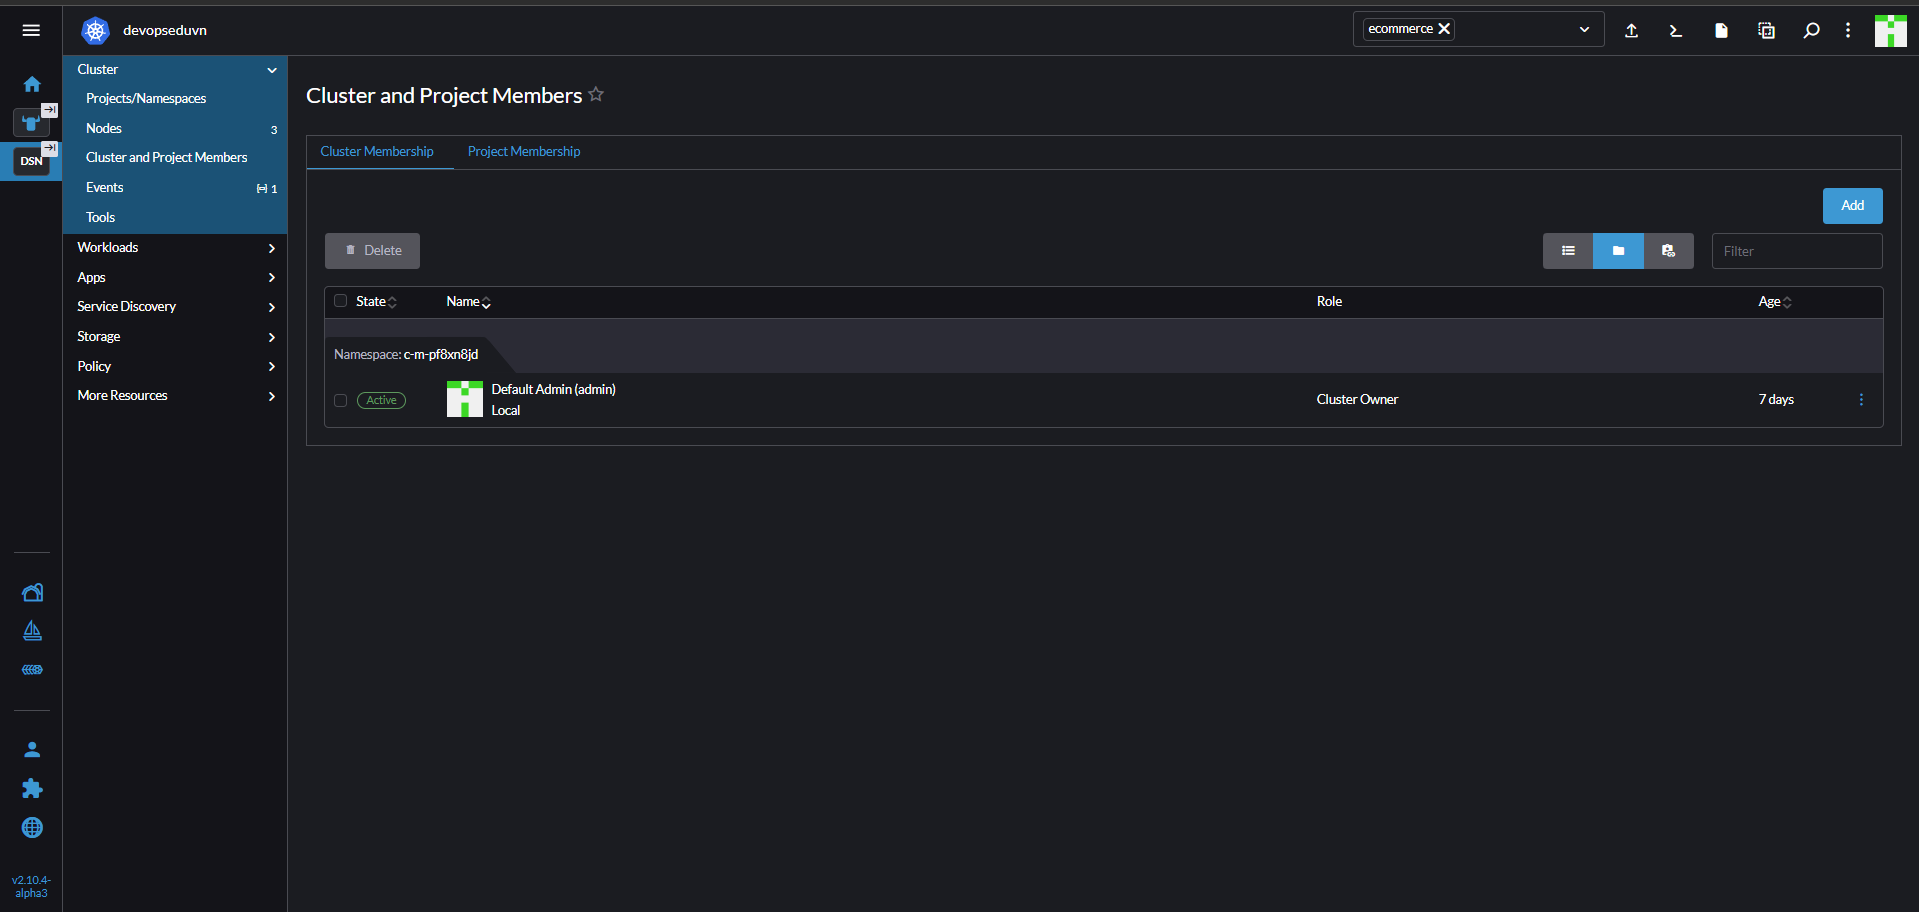 devopseduvn
ecommerce
Cluster
Projects/Namespaces
Nodes 3
Cluster and Project Members
Events 1
Tools
Workloads
Apps
Service Discovery
Storage
Policy
More Resources
DSN
v2.10.4-
alpha3
Cluster and Project Members
Cluster Membership Project Membership
Add
Delete
Filter
State Name Role Age
Namespace: c-m-pf8xn8jd
Active
Default Admin (admin)
Local
Cluster Owner
7 days